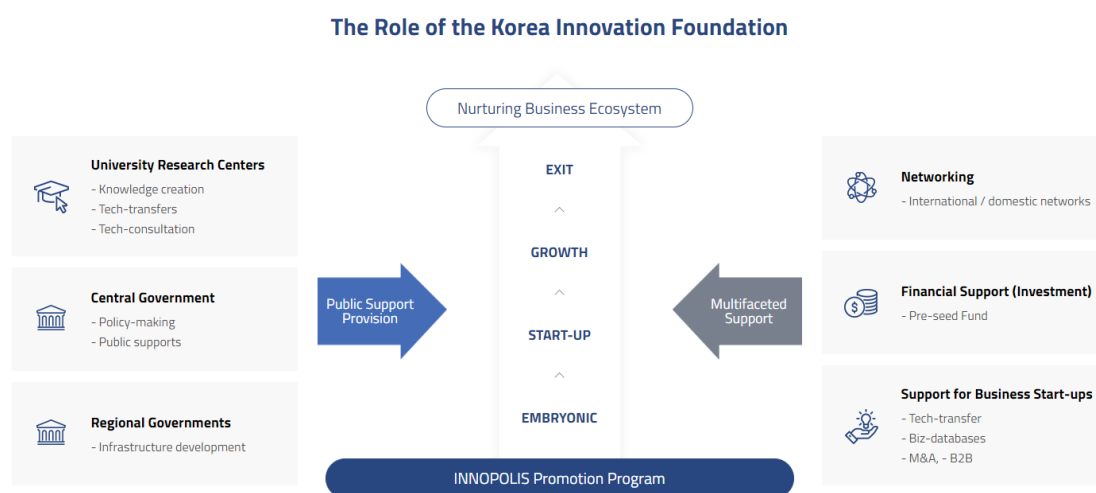 The Role of the Korea Innovation Foundation
Nurturing Business Ecosystem
University Research Centers
- Knowledge creation
- Tech-transfers
- Tech-consultation
Central Government
- Policy-making
- Public supports
Regional Governments
- Infrastructure development
Public Support
Provision
EXIT
GROWTH
START-UP
EMBRYONIC
INNOPOLIS Promotion Program
Multifaceted
Support
Networking
- International / domestic networks
Financial Support (Investment)
- Pre-seed Fund
Support for Business Start-ups
- Tech-transfer
- Biz-databases
- M&A, - B2B